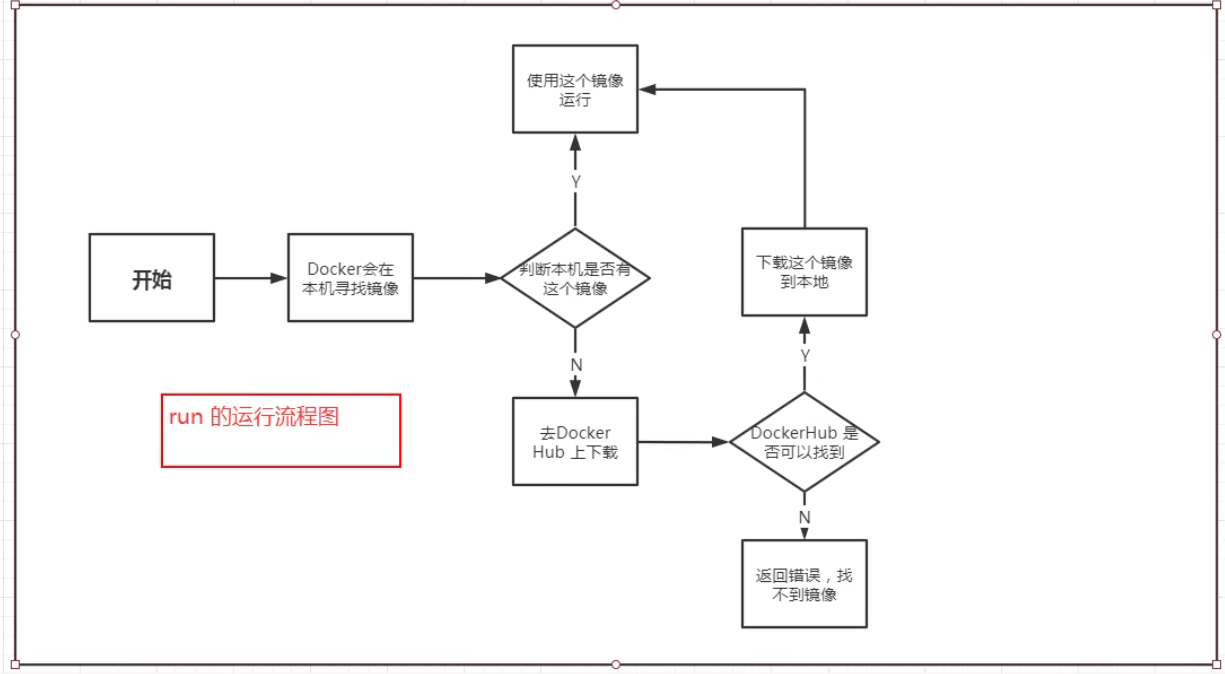 使用这个镜像
运行
Y
开始
Docker会在
本机寻找镜像
判断本机是否有
这个镜像
下载这个镜像
到本地
N
Y
run 的运行流程图
去Docker
Hub 上下载
DockerHub 是
否可以找到
N
返回错误，找
不到镜像